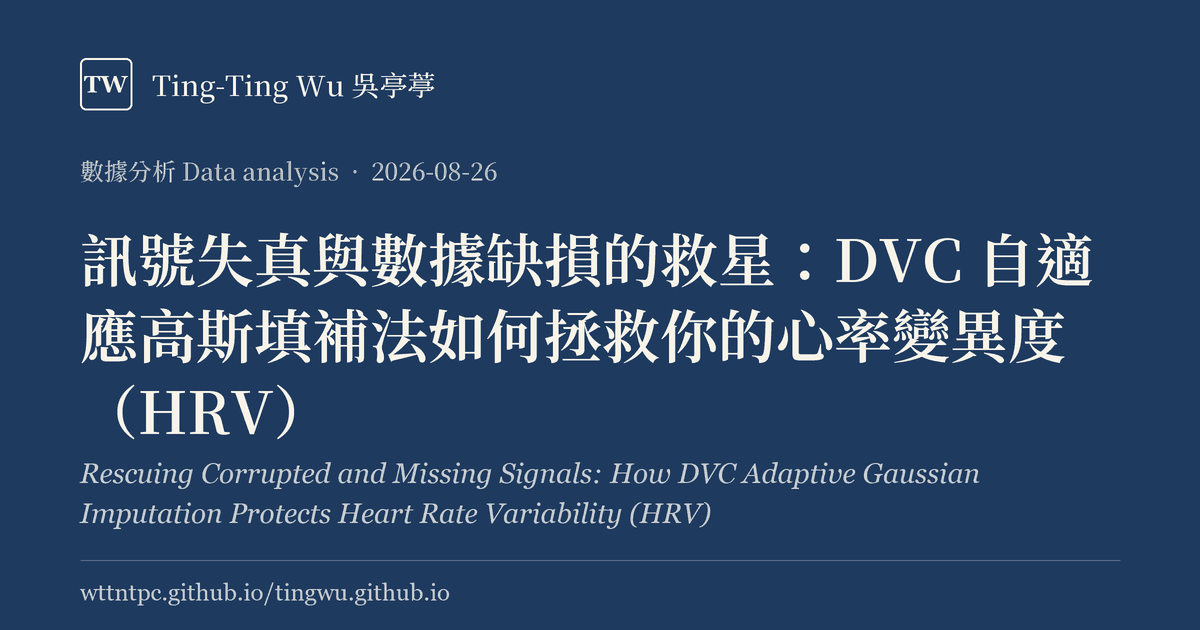 TW
Ting-Ting Wu 吳亭葶
數據分析 Data analysis · 2026-08-26
訊號失真與數據缺損的救星：DVC 自適
應高斯填補法如何拯救你的心率變異度
（HRV）
Rescuing Corrupted and Missing Signals: How DVC Adaptive Gaussian
Imputation Protects Heart Rate Variability (HRV)
wttntpc.github.io/tingwu.github.io